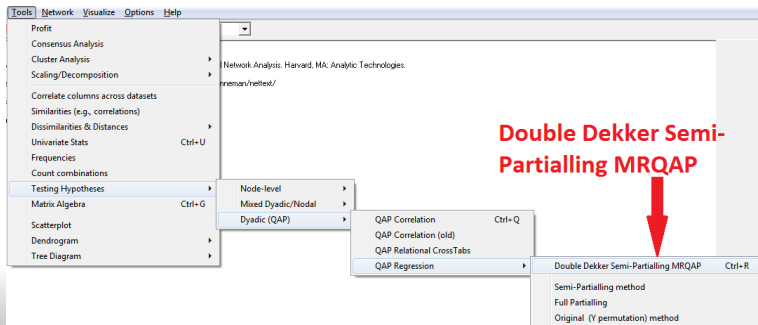 Tools Network Visualize Options Help
Profit
Consensus Analysis
Cluster Analysis
Scaling/Decomposition
Correlate columns across datasets
Similarities (e.g., correlations)
Dissimilarities & Distances
Univariate Stats Ctrl+U
Frequencies
Count combinations
Testing Hypotheses
Matrix Algebra Ctrl+G
Scatterplot
Dendrogram
Tree Diagram
l Network Analysis. Harvard, MA: Analytic Technologies.
nneman/nettext/
Node-level
Mixed Dyadic/Nodal
Dyadic (QAP)
QAP Correlation Ctrl+Q
QAP Correlation (old)
QAP Relational CrossTabs
QAP Regression
Double Dekker Semi-
Partialling MRQAP
Double Dekker Semi-Partialling MRQAP Ctrl+R
Semi-Partialling method
Full Partialling
Original (Y permutation) method